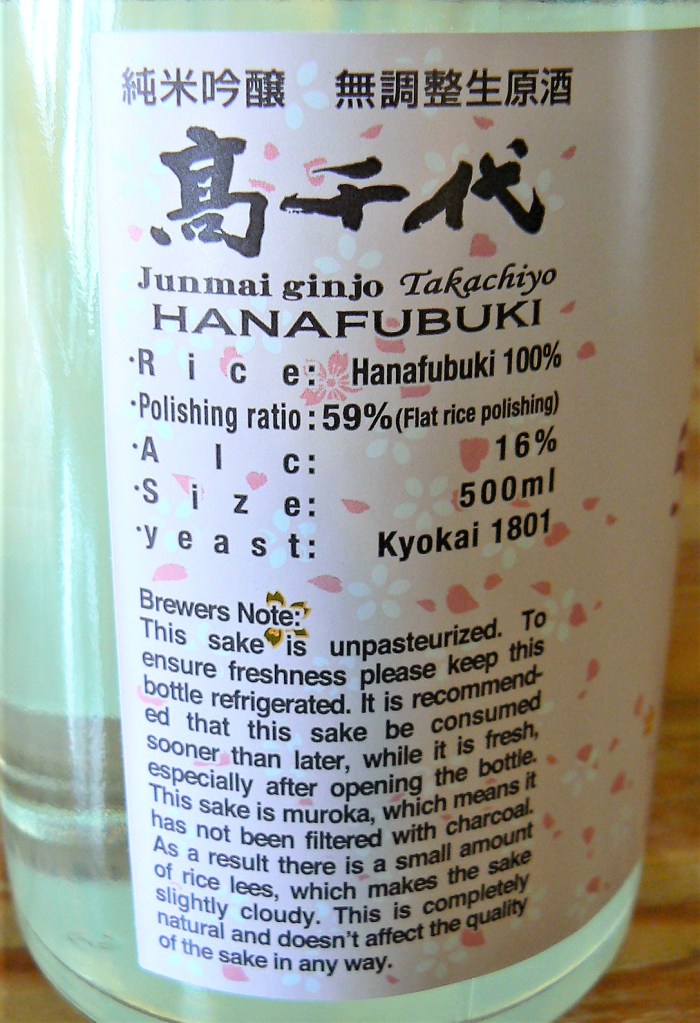 純米吟醸 無調整生原酒
髙千代
Junmai ginjo Takachiyo
HANAFUBUKI
·Rice: Hanafubuki 100%
·Polishing ratio:59%(Flat rice polishing)
·Alc: 16%
·Size: 500ml
·yeast: Kyokai 1801
Brewers Note:
This sake is unpasteurized. To
ensure freshness please keep this
bottle refrigerated. It is recommend-
ed that this sake be consumed
sooner than later, while it is fresh,
especially after opening the bottle.
This sake is muroka, which means it
has not been filtered with charcoal.
As a result there is a small amount
of rice lees, which makes the sake
slightly cloudy. This is completely
natural and doesn't affect the quality
of the sake in any way.